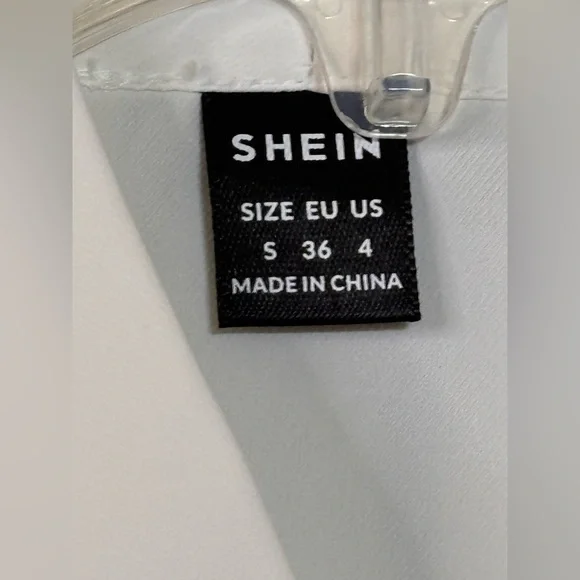 SHEIN
SIZE EU US
S 36 4
MADE IN CHINA